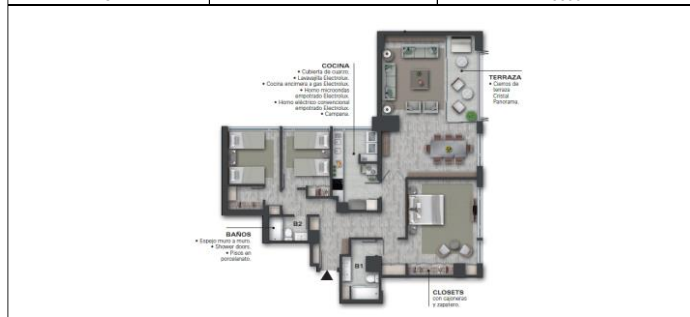 COCINA
• Cubierta de cuarzo.
• Lavavajilla Electrolux.
• Cocina encimera a gas Electrolux.
• Horno microondas
empotrado Electrolux.
• Horno eléctrico convencional
empotrado Electrolux.
• Campana.
TERRAZA
• Cierros de
terraza
Cristal
Panorama.
B2
BAÑOS
• Espejo muro a muro.
• Shower doors.
• Pisos en
porcelanato.
B1
CLOSETS
con cajoneras
y zapatero.